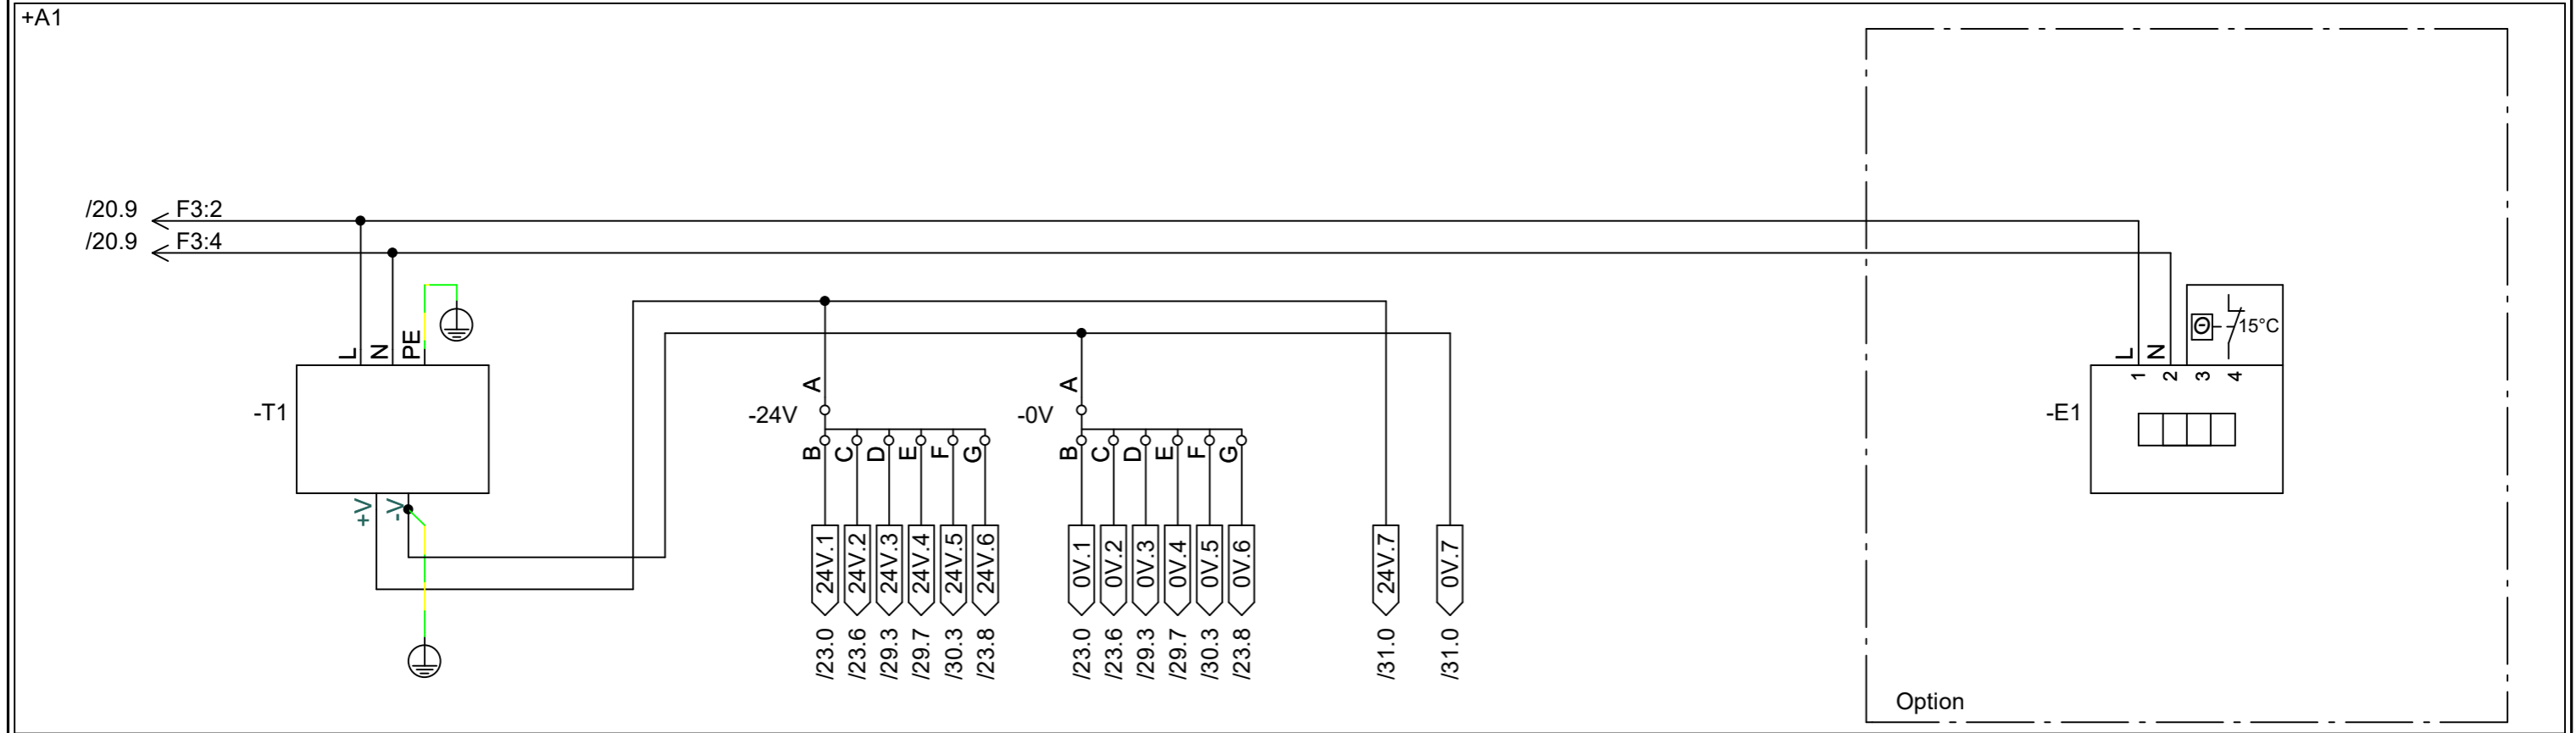 +A1
/20.9 F3:2
/20.9 F3:4
L N PE
L N
15°C
1 2 3 4
-T1
-24V
A
-0V
A
-E1
B C D E F G
B C D E F G
+V -V
24V.1 24V.2 24V.3 24V.4 24V.5 24V.6
0V.1 0V.2 0V.3 0V.4 0V.5 0V.6
24V.7
0V.7
/23.0 /23.6 /29.3 /29.7 /30.3 /23.8
/23.0 /23.6 /29.3 /29.7 /30.3 /23.8
/31.0
/31.0
Option